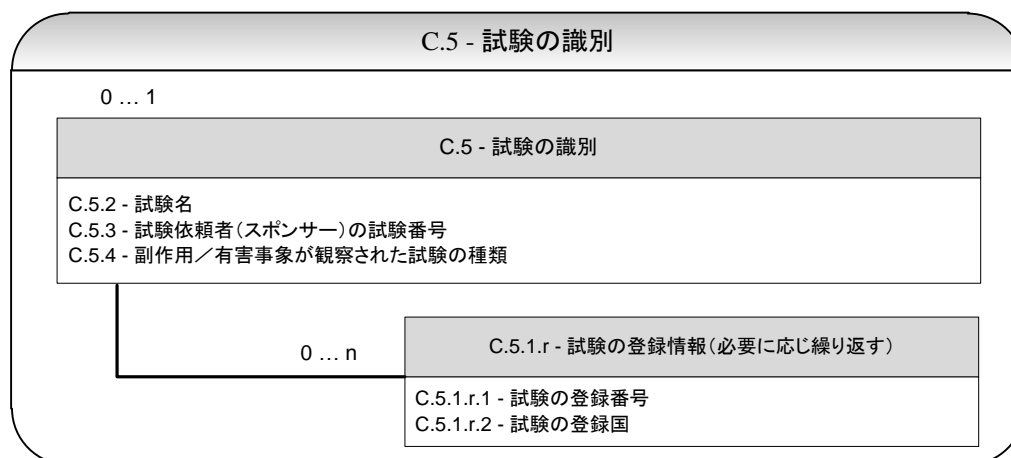 C.5 - 試験の識別
0 … 1
C.5 - 試験の識別
C.5.2 - 試験名
C.5.3 - 試験依頼者（スポンサー）の試験番号
C.5.4 - 副作用／有害事象が観察された試験の種類
0 … n
C.5.1.r - 試験の登録情報（必要に応じ繰り返す）
C.5.1.r.1 - 試験の登録番号
C.5.1.r.2 - 試験の登録国